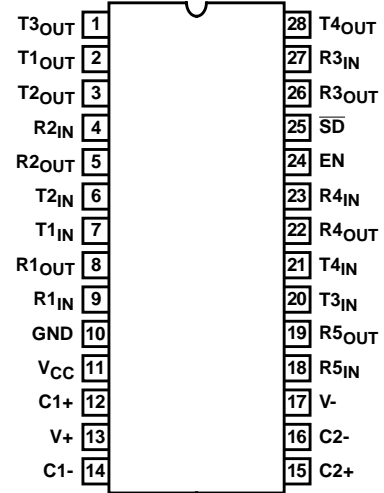 T3OUT 1 28 T4OUT
T1OUT 2 27 R3IN
T2OUT 3 26 R3OUT
R2IN 4 25 S̅D̅
R2OUT 5 24 EN
T2IN 6 23 R4IN
T1IN 7 22 R4OUT
R1OUT 8 21 T4IN
R1IN 9 20 T3IN
GND 10 19 R5OUT
VCC 11 18 R5IN
C1+ 12 17 V-
V+ 13 16 C2-
C1- 14 15 C2+